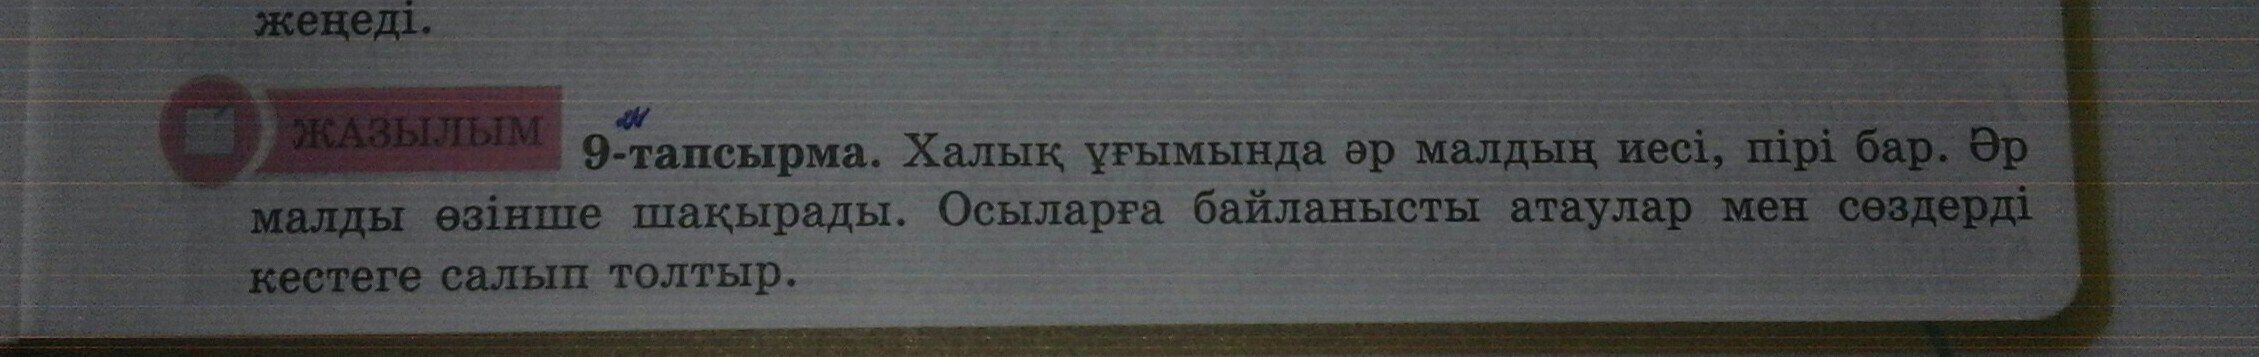 жеңеді.
ЖАЗЫЛЫМ 9-тапсырма. Халық ұғымында әр малдың иесі, пірі бар. Әр
малды өзінше шақырады. Осыларға байланысты атаулар мен сөздерді
кестеге салып толтыр.